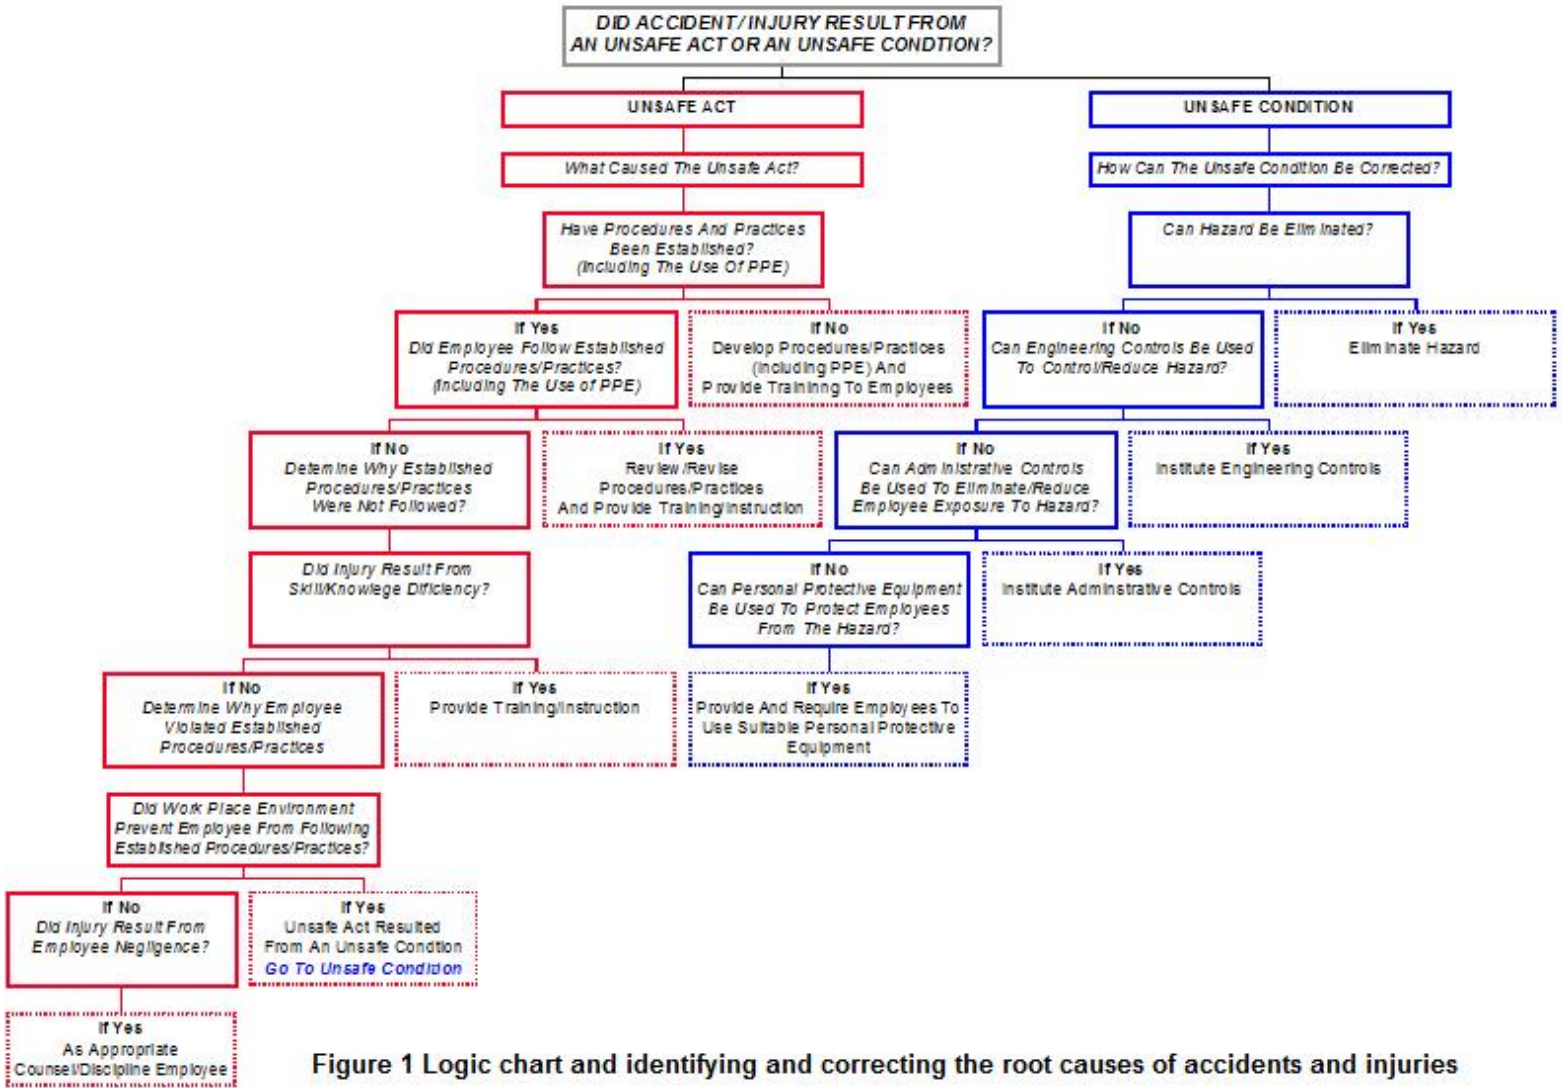 DID ACCIDENT/INJURY RESULT FROM
AN UNSAFE ACT OR AN UNSAFE CONDTION?
UNSAFE ACT
UNSAFE CONDITION
What Caused The Unsafe Act?
How Can The Unsafe Condition Be Corrected?
Have Procedures And Practices
Been Established?
(Including The Use Of PPE)
Can Hazard Be Eliminated?
If Yes
Did Employee Follow Established
Procedures/Practices?
(Including The Use of PPE)
If No
Develop Procedures/Practices
(Including PPE) And
Provide Traininng To Employees
If No
Can Engineering Controls Be Used
To Control/Reduce Hazard?
If Yes
Eliminate Hazard
If No
Detemine Why Established
Procedures/Practices
Were Not Followed?
If Yes
Review/Revise
Procedures/Practices
And Provide Training/Instruction
If No
Can Administrative Controls
Be Used To Eliminate/Reduce
Employee Exposure To Hazard?
If Yes
Institute Engineering Controls
Did Injury Result From
Skill/Knowlege Dificiency?
If No
Can Personal Protective Equipment
Be Used To Protect Employees
From The Hazard?
If Yes
Institute Adminstrative Controls
If No
Determine Why Employee
Violated Established
Procedures/Practices
If Yes
Provide Training/Instruction
If Yes
Provide And Require Employees To
Use Suitable Personal Protective
Equipment
Did Work Place Environment
Prevent Employee From Following
Established Procedures/Practices?
If No
Did Injury Result From
Employee Negligence?
If Yes
Unsafe Act Resulted
From An Unsafe Condtion
Go To Unsafe Condition
If Yes
As Appropriate
Counsel/Discipline Employee
Figure 1 Logic chart and identifying and correcting the root causes of accidents and injuries